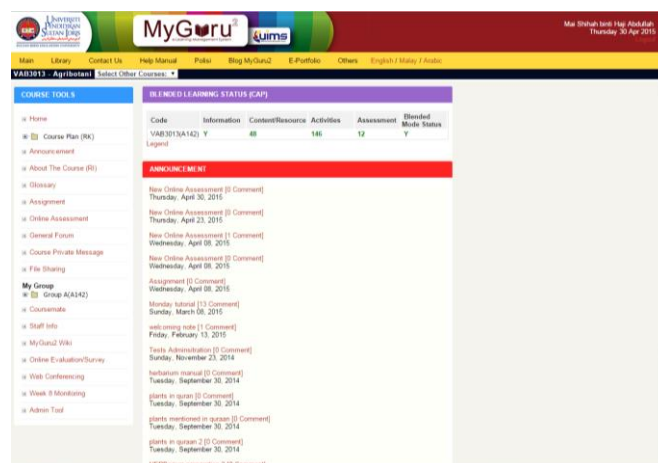 UNIVERSITI
PENDIDIKAN
SULTAN IDRIS
MyGuru³
e-Learning Management System
uims
Mai Shihah binti Haji Abdullah
Thursday 30 Apr 2015
Main Library Contact Us Help Manual Polisi Blog MyGuru2 E-Portfolio Others English / Malay / Arabic
VAB3013 - Agribotani Select Other Courses:
COURSE TOOLS
Home
Course Plan (RK)
Announcement
About The Course (RI)
Glossary
Assignment
Online Assessment
General Forum
Course Private Message
File Sharing
My Group
Group A(A142)
Coursemate
Staff Info
MyGuru2 Wiki
Online Evaluation/Survey
Web Conferencing
Week 8 Monitoring
Admin Tool
BLENDED LEARNING STATUS (CAP)
Code Information Content/Resource Activities Assessment Blended Mode Status
VAB3013(A142) Y 48 146 12 Y
Legend
ANNOUNCEMENT
New Online Assessment [0 Comment]
Thursday, April 30, 2015
New Online Assessment [0 Comment]
Thursday, April 23, 2015
New Online Assessment [1 Comment]
Wednesday, April 08, 2015
New Online Assessment [0 Comment]
Wednesday, April 08, 2015
Assignment [0 Comment]
Wednesday, April 08, 2015
Monday tutorial [13 Comment]
Sunday, March 08, 2015
welcoming note [1 Comment]
Friday, February 13, 2015
Tests Adminsitration [0 Comment]
Sunday, November 23, 2014
herbarium manual [0 Comment]
Tuesday, September 30, 2014
plants in quran [0 Comment]
Tuesday, September 30, 2014
plants mentioned in quraan [0 Comment]
Tuesday, September 30, 2014
plants in quraan 2 [0 Comment]
Tuesday, September 30, 2014